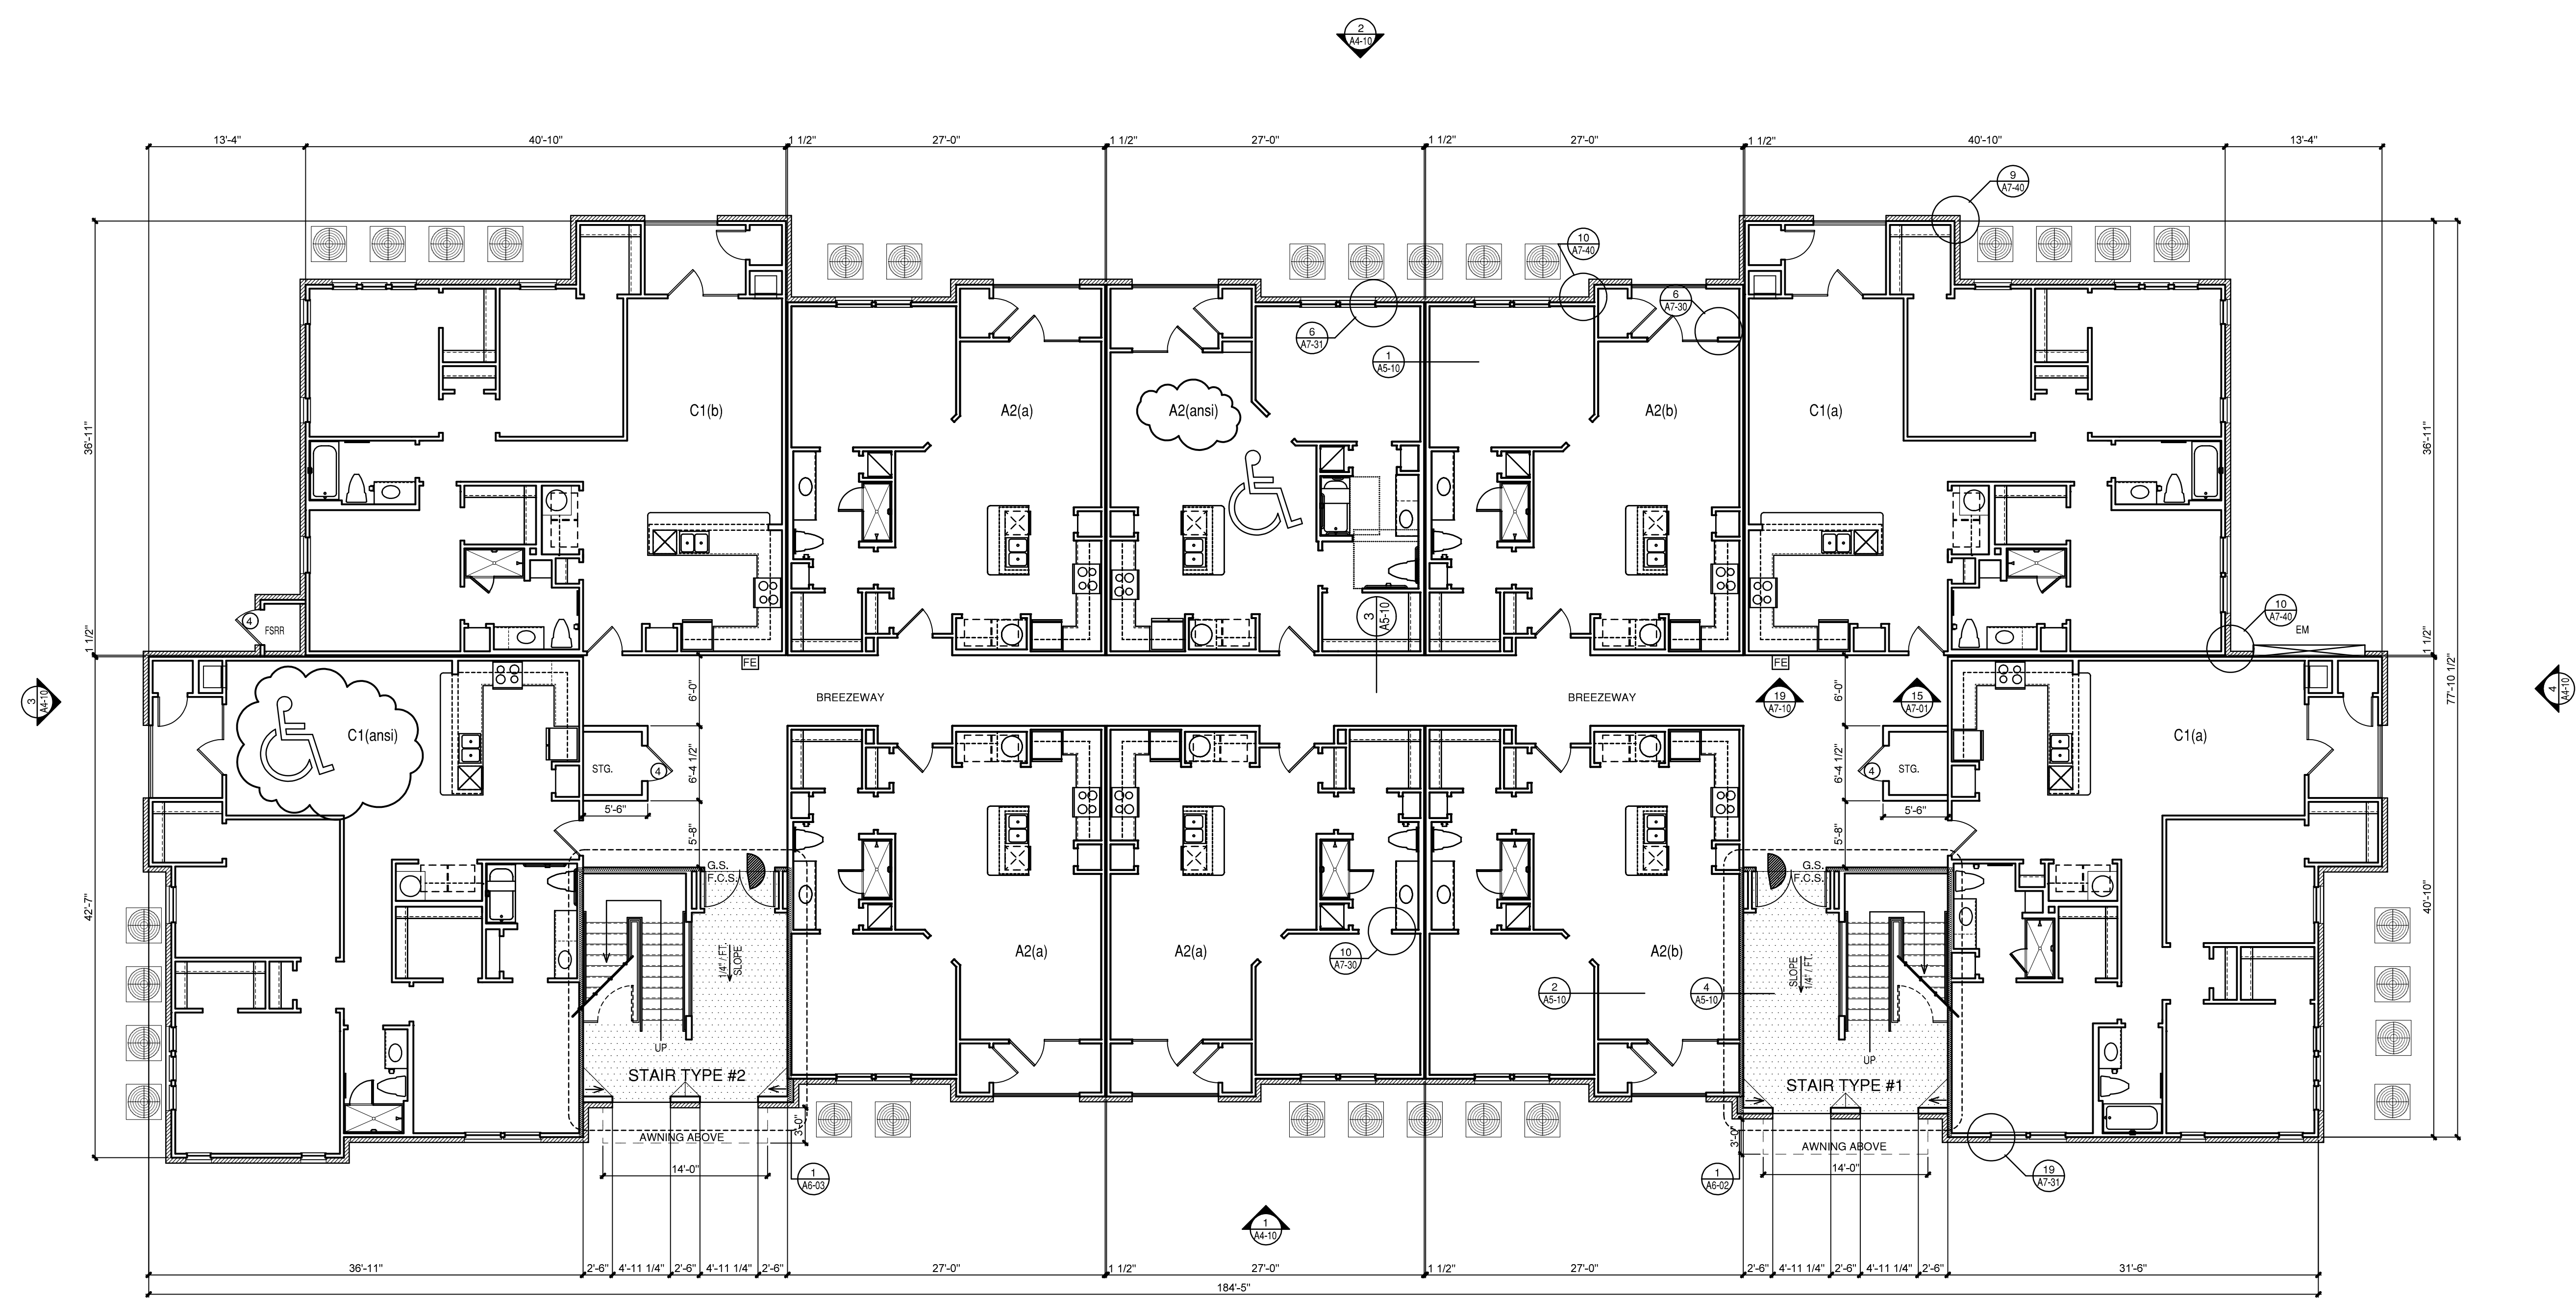 2
A4-10
13'-4"
40'-10"
1 1/2"
27'-0"
1 1/2"
27'-0"
1 1/2"
27'-0"
1 1/2"
40'-10"
13'-4"
9
A7-40
10
A7-40
6
A7-30
6
A7-31
1
A5-10
C1(b)
A2(a)
A2(ansi)
A2(b)
C1(a)
36'-11"
36'-11"
3
A5-10
4
FSRR
10
A7-40
EM
1 1/2"
1 1/2"
FE
FE
3
A4-10
4
A4-10
77'-10 1/2"
6'-0"
BREEZEWAY
BREEZEWAY
19
A7-10
6'-0"
15
A7-01
C1(ansi)
C1(a)
STG.
4
6'-4 1/2"
6'-4 1/2"
4
STG.
5'-6"
5'-6"
5'-8"
5'-8"
G.S.
F.C.S.
G.S.
F.C.S.
42'-7"
40'-10"
1/4" / FT.
SLOPE
A2(a)
A2(a)
10
A7-30
A2(b)
2
A5-10
4
A5-10
SLOPE
1/4" / FT.
UP
UP
STAIR TYPE #2
STAIR TYPE #1
3'-0"
3'-0"
AWNING ABOVE
AWNING ABOVE
14'-0"
14'-0"
1
A6-03
1
A6-02
19
A7-31
1
A4-10
36'-11"
2'-6"
4'-11 1/4"
2'-6"
4'-11 1/4"
2'-6"
27'-0"
1 1/2"
27'-0"
1 1/2"
27'-0"
2'-6"
4'-11 1/4"
2'-6"
4'-11 1/4"
2'-6"
31'-6"
184'-5"